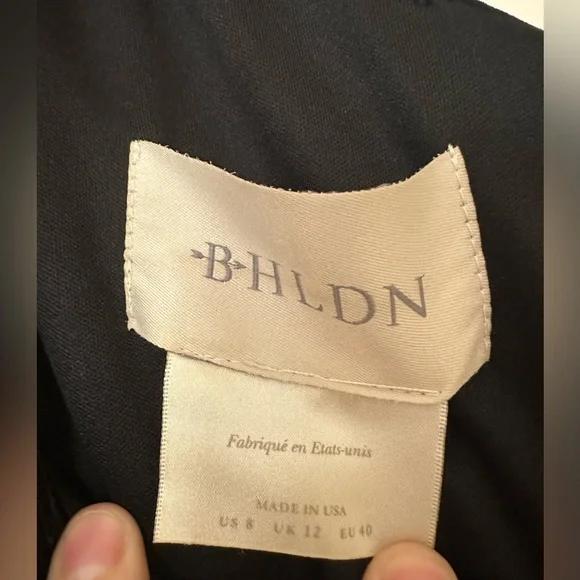 BHLDN
Fabriqué en Etats-unis
MADE IN USA
US 8 UK 12 EU 40